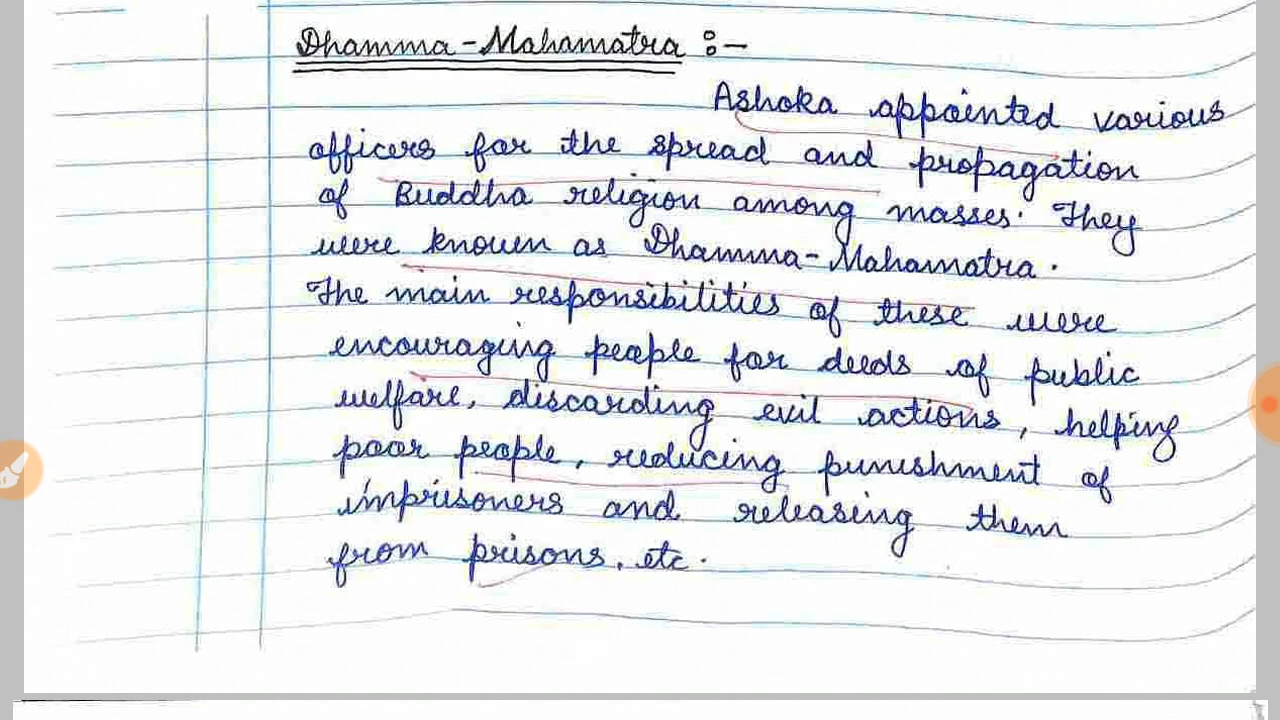 Dhamma-Mahamatra :-
Ashoka appointed various
officers for the spread and propagation
of Buddha religion among masses. They
were known as Dhamma-Mahamatra.
The main responsibilities of these were
encouraging people for deeds of public
welfare, discarding evil actions, helping
poor people, reducing punishment of
imprisoners and releasing them
from prisons, etc.